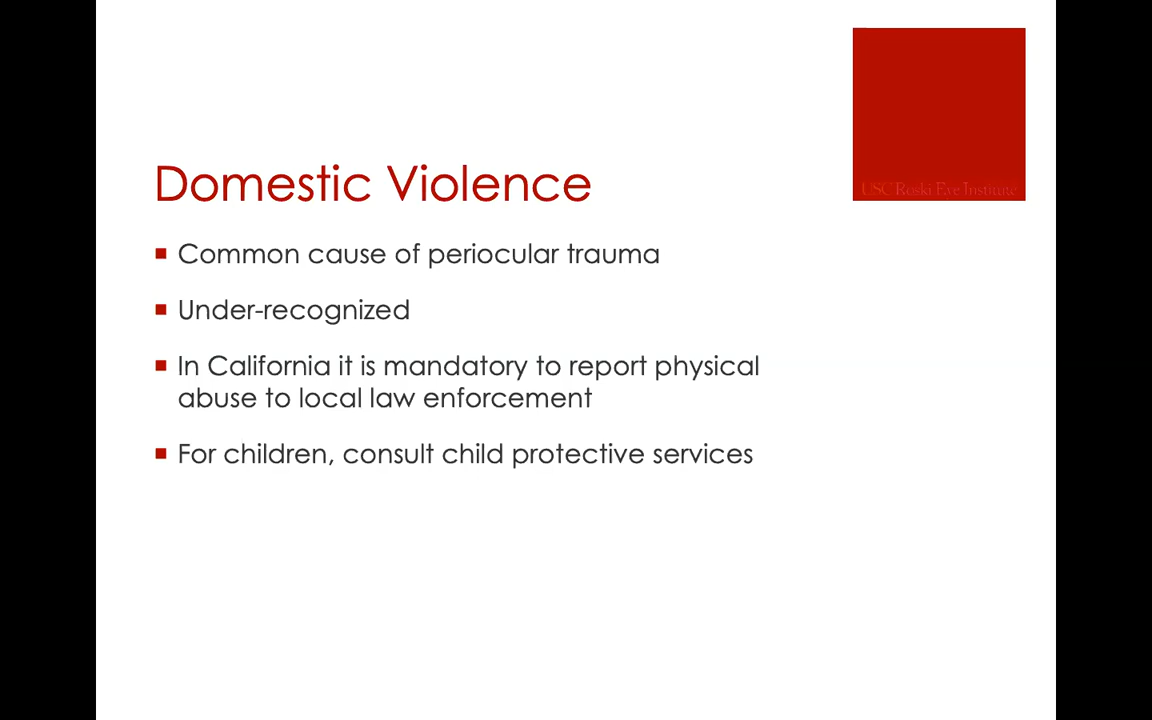 USC Roski Eye Institute
Domestic Violence
Common cause of periocular trauma
Under-recognized
In California it is mandatory to report physical
abuse to local law enforcement
For children, consult child protective services